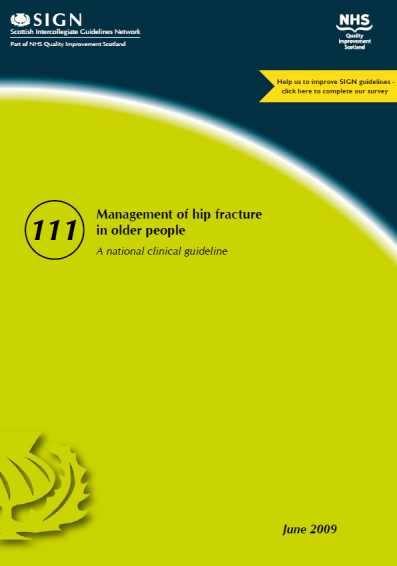 SIGN
Scottish Intercollegiate Guidelines Network
Part of NHS Quality Improvement Scotland
NHS
Quality
Improvement
Scotland
Help us to improve SIGN guidelines -
click here to complete our survey
111
Management of hip fracture
in older people
A national clinical guideline
June 2009